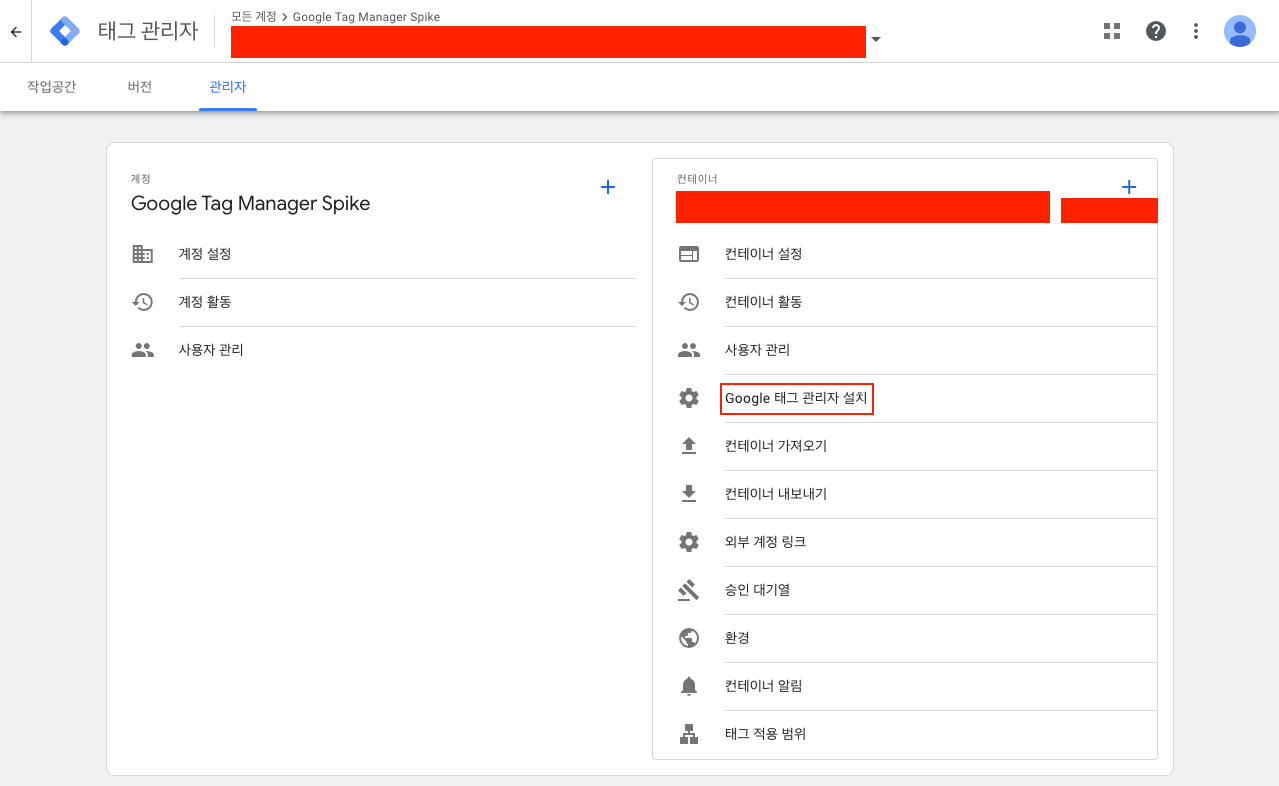 태그 관리자
모든 계정 > Google Tag Manager Spike
작업공간
버전
관리자
계정
Google Tag Manager Spike
계정 설정
계정 활동
사용자 관리
컨테이너
컨테이너 설정
컨테이너 활동
사용자 관리
Google 태그 관리자 설치
컨테이너 가져오기
컨테이너 내보내기
외부 계정 링크
승인 대기열
환경
컨테이너 알림
태그 적용 범위